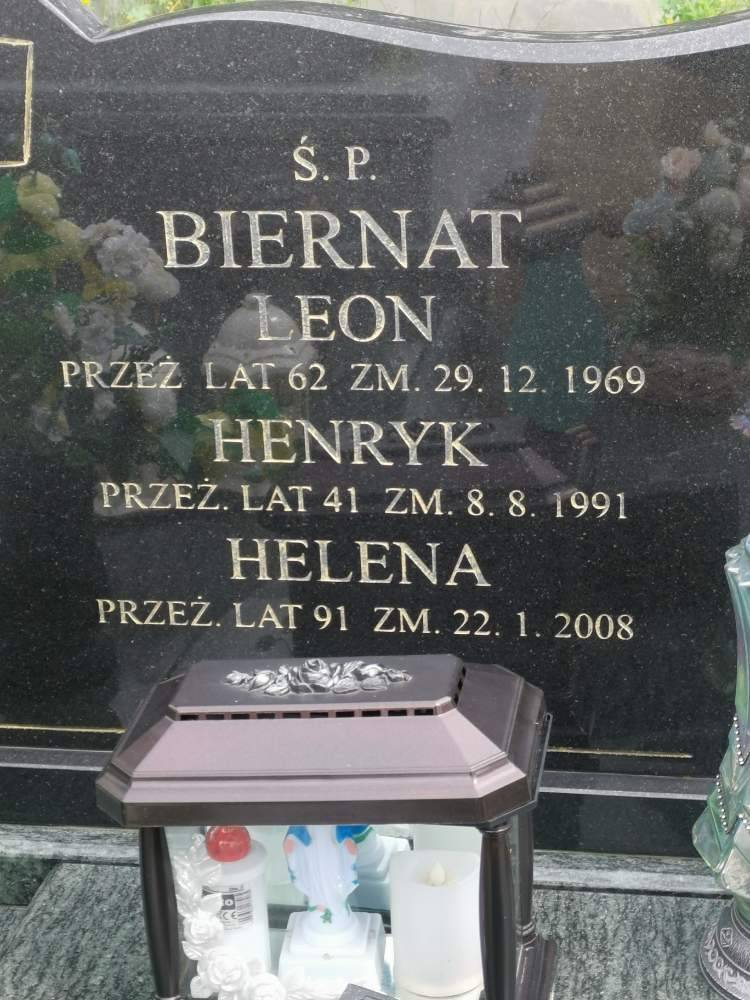 Ś. P.
BIERNAT
LEON
PRZEŻ LAT 62 ZM. 29. 12. 1969
HENRYK
PRZEŻ. LAT 41 ZM. 8. 8. 1991
HELENA
PRZEŻ. LAT 91 ZM. 22. 1. 2008